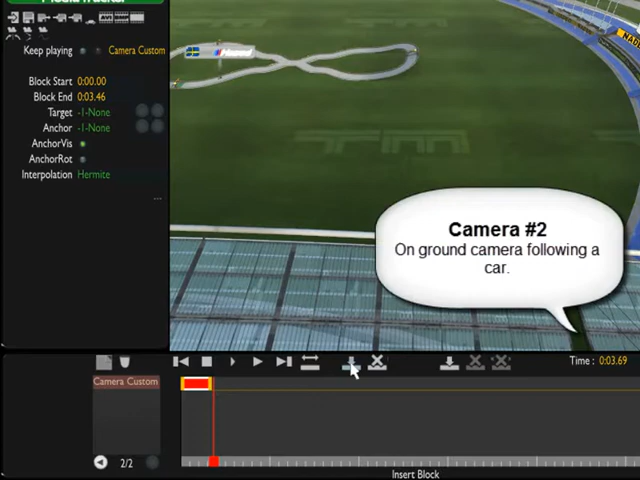 MediaTracker
Keep playing Camera Custom
Block Start 0:00.00
Block End 0:03.46
Target -1-None
Anchor -1-None
AnchorVis
AnchorRot
Interpolation Hermite
...
Camera #2
On ground camera following a
car.
Time : 0:03.69
Camera Custom
2/2
Insert Block